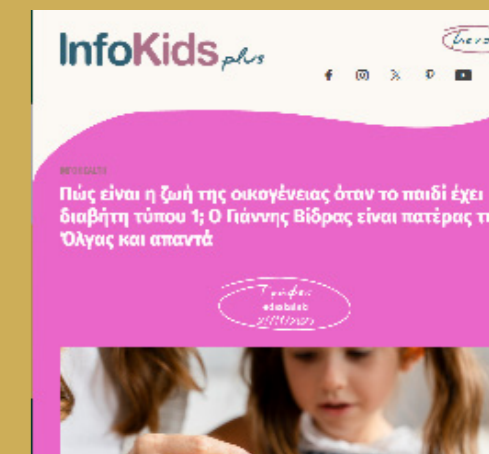 InfoKids plus
Πώς είναι η ζωή της οικογένειας όταν το παιδί έχει
διαβήτη τύπου 1; Ο Γιάννης Βίδρας είναι πατέρας τ
Όλγας και απαντά
Γράφει